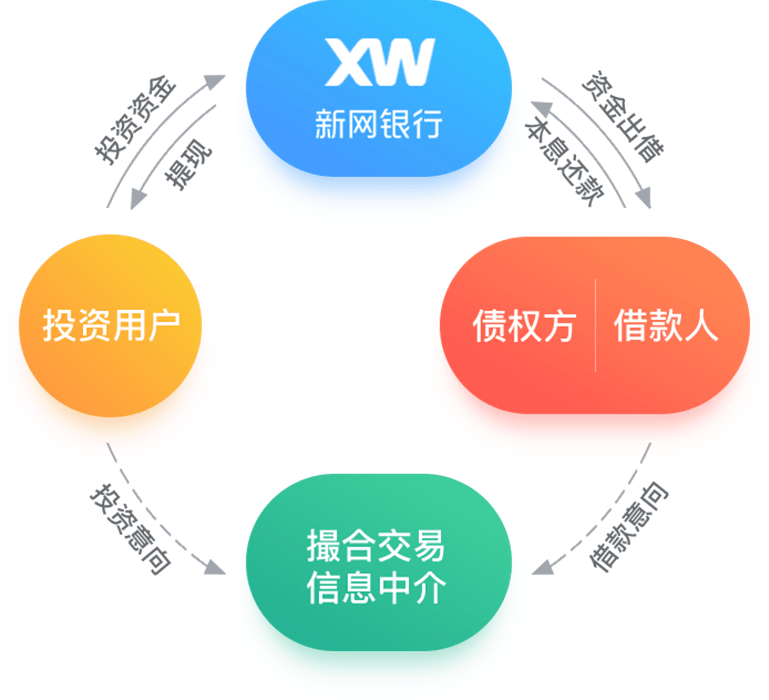 XW
新网银行
投资资金
提现
资金出借
本息还款
投资用户
债权方
借款人
投资意向
借款意向
撮合交易
信息中介